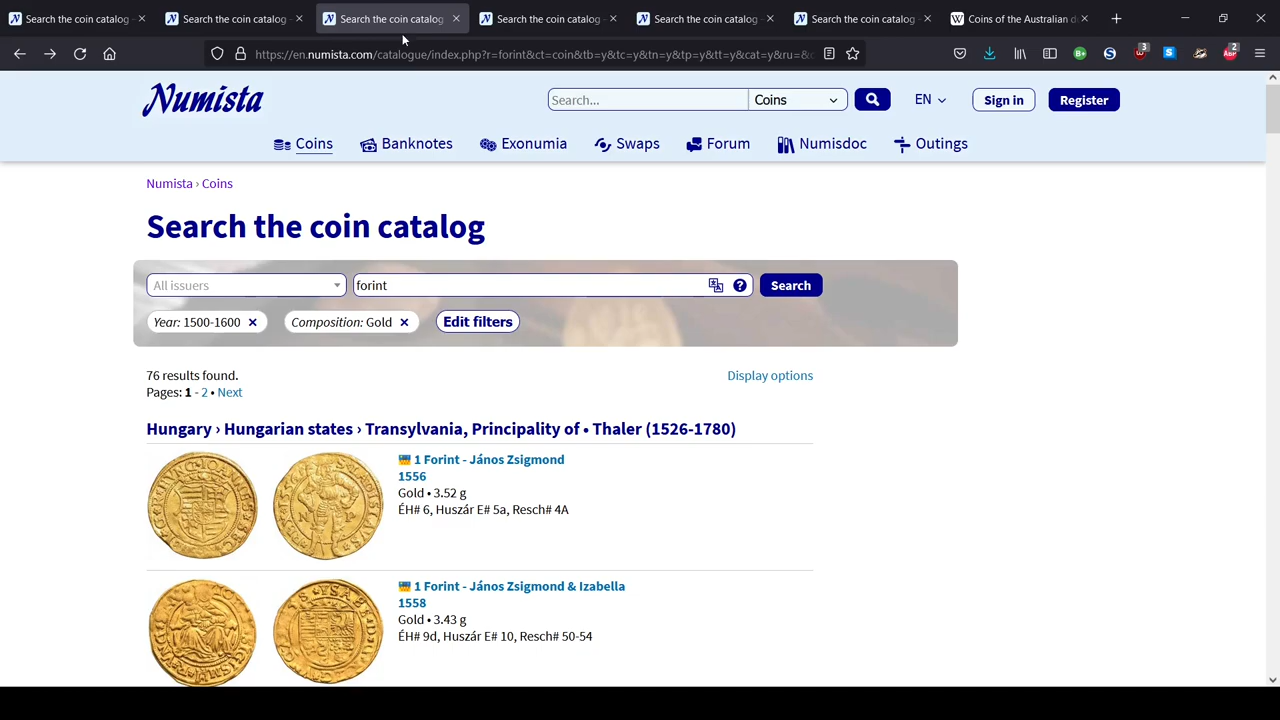 Search the coin catalog
Search the coin catalog
Search the coin catalog
Search the coin catalog
Search the coin catalog
Search the coin catalog
Coins of the Australian d
https://en.numista.com/catalogue/index.php?r=forint&ct=coin&tb=y&tc=y&tn=y&tp=y&tt=y&cat=y&ru=&
3
2
Numista
Search...
Coins
EN
Sign in
Register
Coins
Banknotes
Exonumia
Swaps
Forum
Numisdoc
Outings
Numista › Coins
Search the coin catalog
All issuers
forint
Search
Year: 1500-1600
Composition: Gold
Edit filters
76 results found.
Display options
Pages: 1 - 2 • Next
Hungary › Hungarian states › Transylvania, Principality of • Thaler (1526-1780)
1 Forint - János Zsigmond
1556
Gold • 3.52 g
ÉH# 6, Huszár E# 5a, Resch# 4A
1 Forint - János Zsigmond & Izabella
1558
Gold • 3.43 g
ÉH# 9d, Huszár E# 10, Resch# 50-54